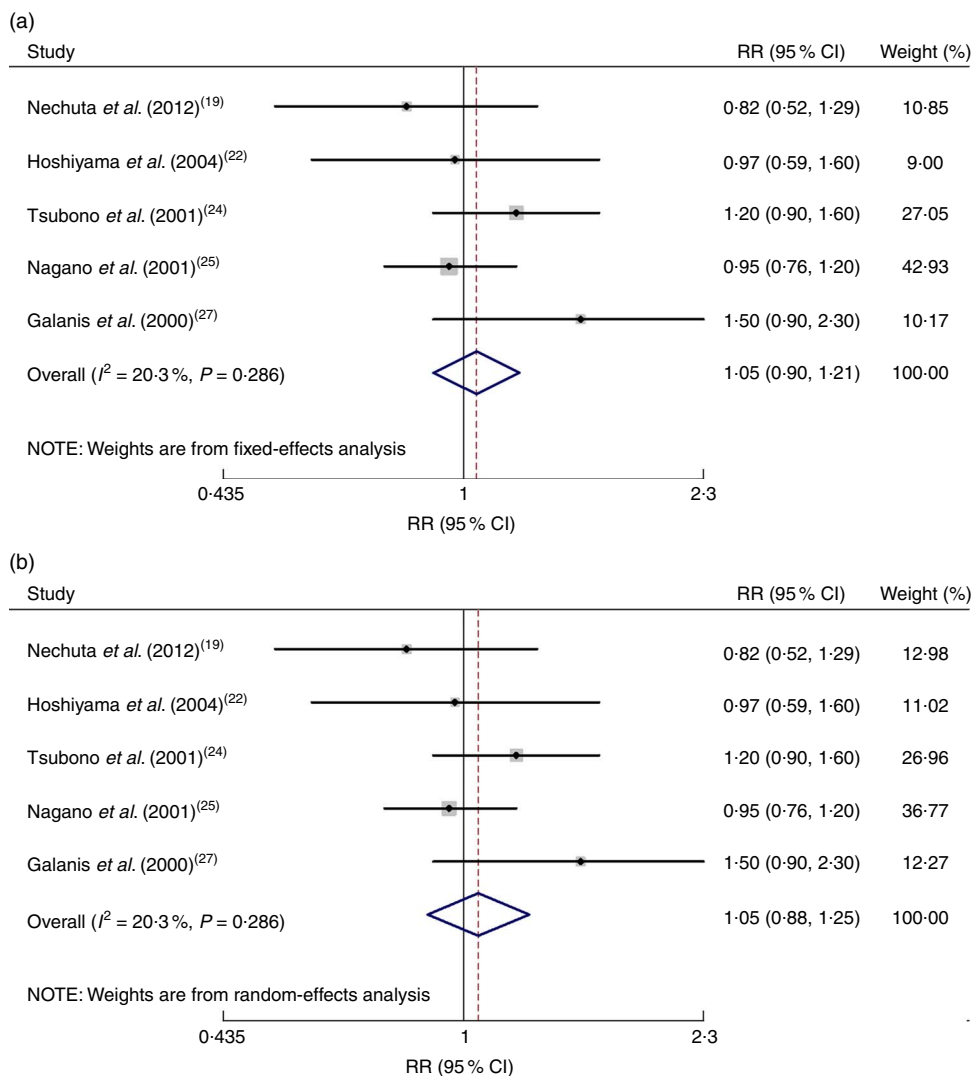 (a)
Study RR (95 % CI) Weight (%)
Nechuta et al. (2012)(19) 0·82 (0·52, 1·29) 10·85
Hoshiyama et al. (2004)(22) 0·97 (0·59, 1·60) 9·00
Tsubono et al. (2001)(24) 1·20 (0·90, 1·60) 27·05
Nagano et al. (2001)(25) 0·95 (0·76, 1·20) 42·93
Galanis et al. (2000)(27) 1·50 (0·90, 2·30) 10·17
Overall (I² = 20·3 %, P = 0·286) 1·05 (0·90, 1·21) 100·00
NOTE: Weights are from fixed-effects analysis
0·435 1 2·3
RR (95 % CI)
(b)
Study RR (95 % CI) Weight (%)
Nechuta et al. (2012)(19) 0·82 (0·52, 1·29) 12·98
Hoshiyama et al. (2004)(22) 0·97 (0·59, 1·60) 11·02
Tsubono et al. (2001)(24) 1·20 (0·90, 1·60) 26·96
Nagano et al. (2001)(25) 0·95 (0·76, 1·20) 36·77
Galanis et al. (2000)(27) 1·50 (0·90, 2·30) 12·27
Overall (I² = 20·3 %, P = 0·286) 1·05 (0·88, 1·25) 100·00
NOTE: Weights are from random-effects analysis
0·435 1 2·3
RR (95 % CI)